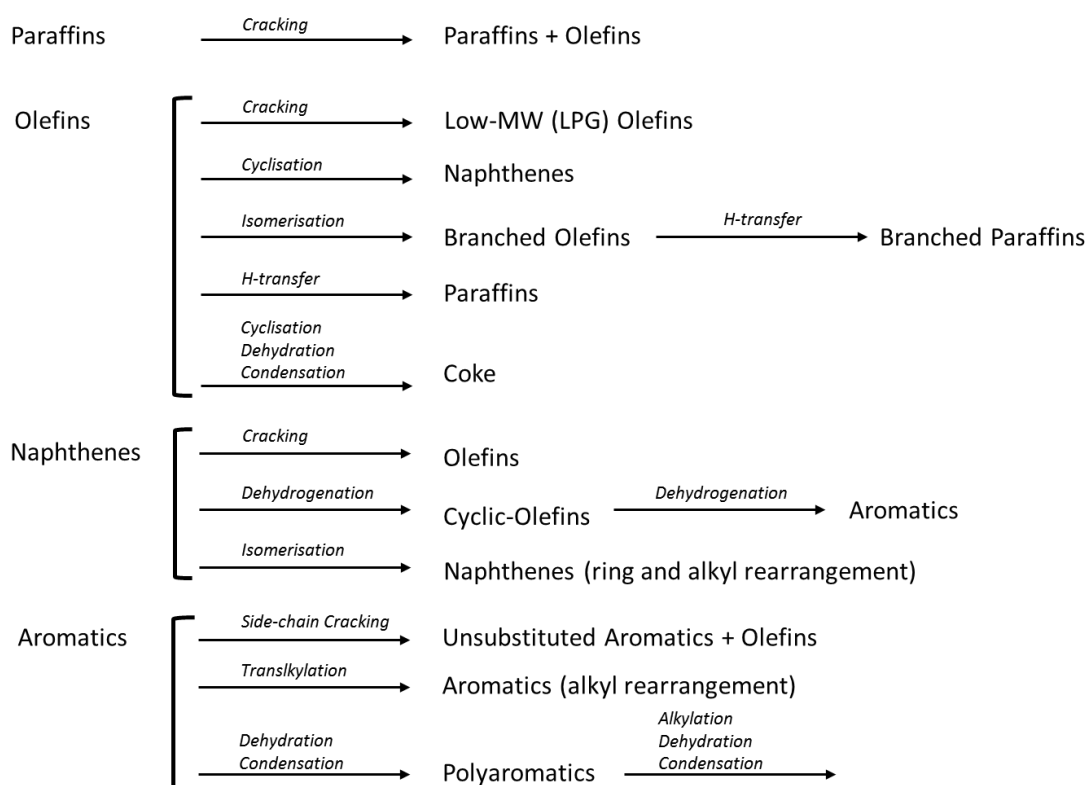 Paraffins
Cracking
Paraffins + Olefins
Olefins
Cracking
Low-MW (LPG) Olefins
Cyclisation
Naphthenes
Isomerisation
Branched Olefins
H-transfer
Branched Paraffins
H-transfer
Paraffins
Cyclisation
Dehydration
Condensation
Coke
Naphthenes
Cracking
Olefins
Dehydrogenation
Cyclic-Olefins
Dehydrogenation
Aromatics
Isomerisation
Naphthenes (ring and alkyl rearrangement)
Aromatics
Side-chain Cracking
Unsubstituted Aromatics + Olefins
Translkylation
Aromatics (alkyl rearrangement)
Dehydration
Condensation
Polyaromatics
Alkylation
Dehydration
Condensation